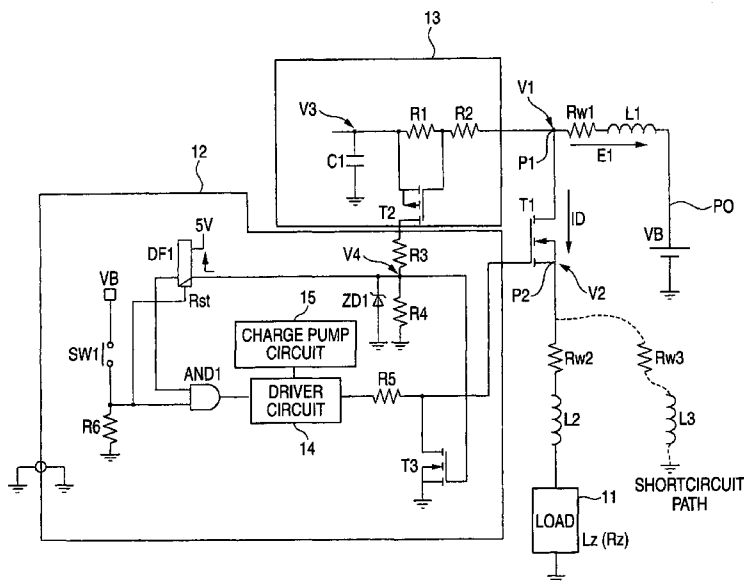 13
V1
V3
R1
R2
Rw1
L1
C1
P1
E1
12
T2
T1
ID
PO
5V
R3
VB
DF1
V4
P2
V2
VB
Rst
ZD1
R4
15
CHARGE PUMP
CIRCUIT
Rw2
Rw3
SW1
AND1
DRIVER
CIRCUIT
R5
R6
14
L2
L3
T3
SHORTCIRCUIT
PATH
11
LOAD
Lz (Rz)